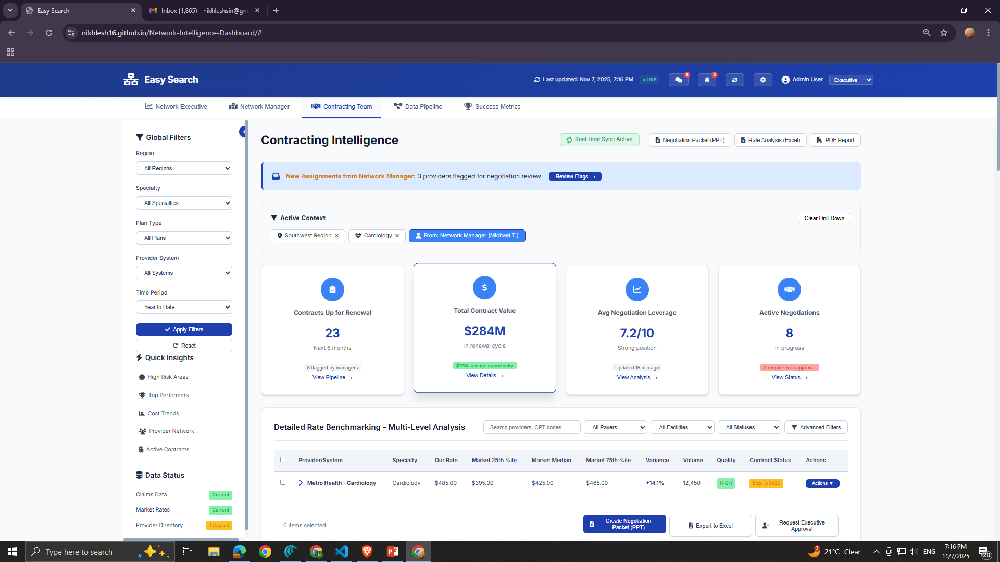 Easy Search
Inbox (1,865) - nikhleshsin@gm
nikhlesh16.github.io/Network-Intelligence-Dashboard/#
Easy Search
Last updated: Nov 7, 2025, 7:16 PM
● LIVE
5
3
Admin User
Executive
Network Executive
Network Manager
Contracting Team
Data Pipeline
Success Metrics
Global Filters
Region
All Regions
Specialty
All Specialties
Plan Type
All Plans
Provider System
All Systems
Time Period
Year to Date
Apply Filters
Reset
Quick Insights
High Risk Areas
Top Performers
Cost Trends
Provider Network
Active Contracts
Data Status
Claims Data Current
Market Rates Current
Provider Directory 1 day old
Contracting Intelligence
Real-time Sync Active
Negotiation Packet (PPT)
Rate Analysis (Excel)
PDF Report
New Assignments from Network Manager: 3 providers flagged for negotiation review
Review Flags →
Active Context
Clear Drill-Down
Southwest Region ✕
Cardiology ✕
From: Network Manager (Michael T.)
Contracts Up for Renewal
23
Next 6 months
8 flagged by managers
View Pipeline →
Total Contract Value
$284M
In renewal cycle
$12M savings opportunity
View Details →
Avg Negotiation Leverage
7.2/10
Strong position
Updated 15 min ago
View Analysis →
Active Negotiations
8
In progress
2 require exec approval
View Status →
Detailed Rate Benchmarking - Multi-Level Analysis
Search providers, CPT codes...
All Payers
All Facilities
All Statuses
Advanced Filters
Provider/System Specialty Our Rate Market 25th %ile Market Median Market 75th %ile Variance Volume Quality Contract Status Actions
Metro Health - Cardiology Cardiology $485.00 $395.00 $425.00 $465.00 +14.1% 12,450 HIGH Exp: 3/2026 Actions ▼
0 items selected
Create Negotiation
Packet (PPT)
Export to Excel
Request Executive
Approval
Type here to search
N
3
21°C Clear
ENG
7:16 PM
11/7/2025
20